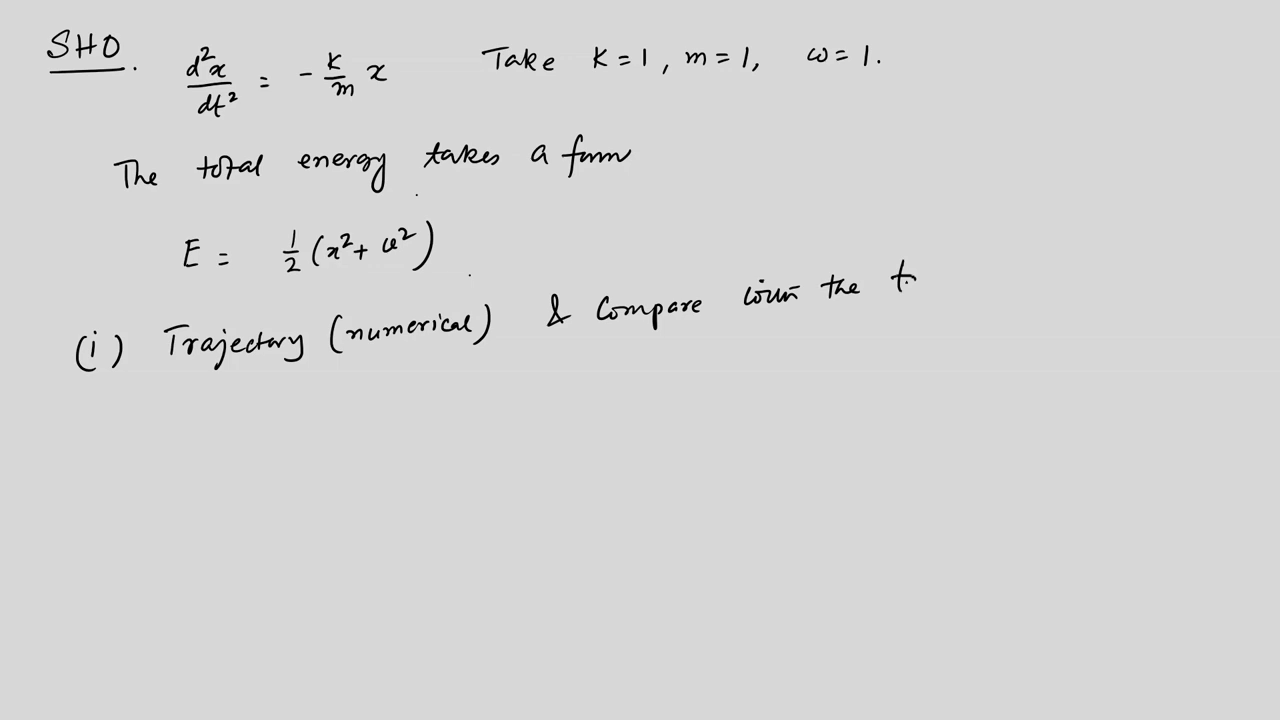 SHO. d²x/dt² = - k/m x Take K = 1, m = 1, ω = 1.
The total energy takes a form
E = 1/2 (x² + v²)
(i) Trajectory (numerical) & Compare with the